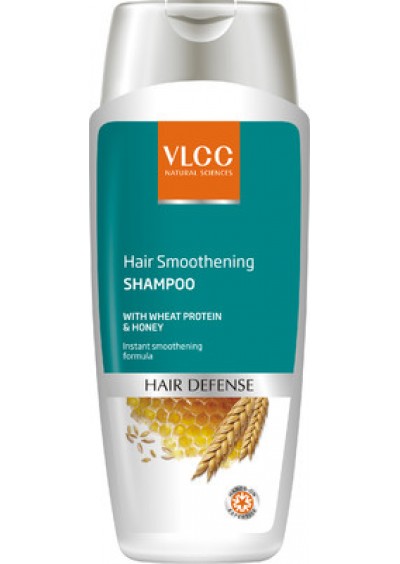 VLCC
NATURAL SCIENCES
Hair Smoothening
SHAMPOO
WITH WHEAT PROTEIN
& HONEY
Instant smoothening
formula
HAIR DEFENSE